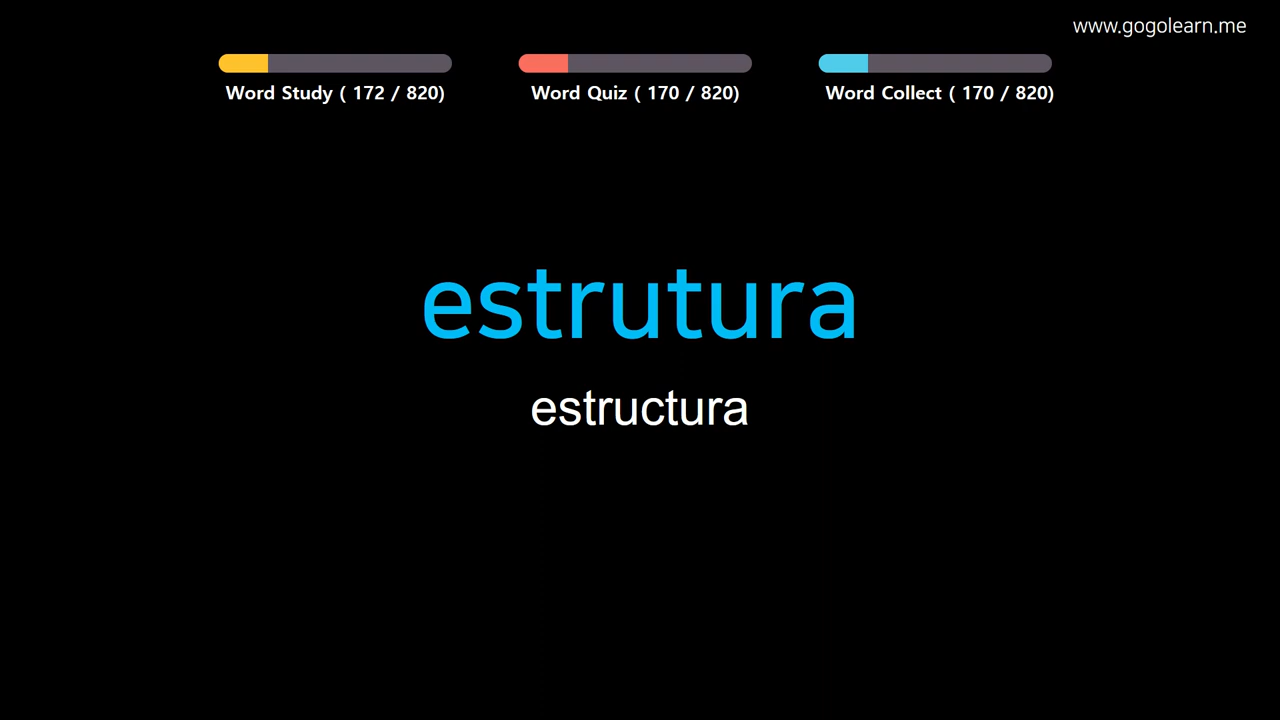 www.gogolearn.me
Word Study ( 172 / 820)
Word Quiz ( 170 / 820)
Word Collect ( 170 / 820)
estrutura
estructura